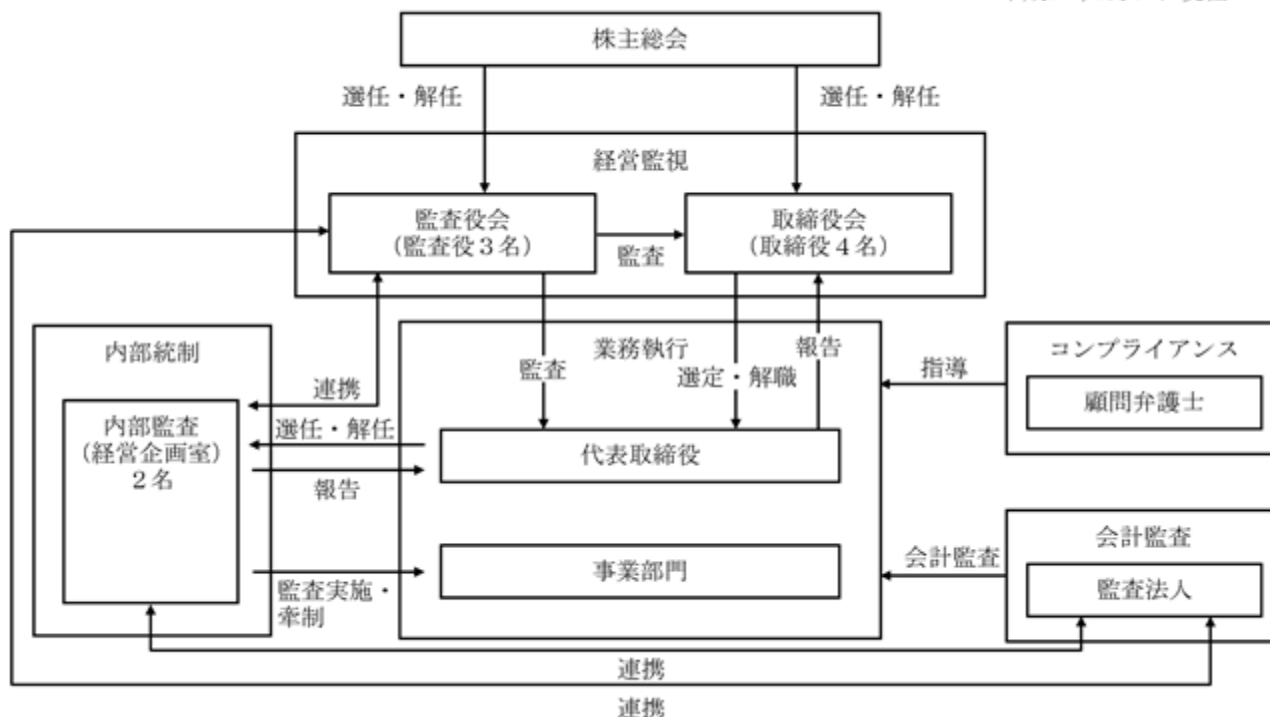 株主総会
選任・解任
選任・解任
経営監視
監査役会
（監査役３名）
監査
取締役会
（取締役４名）
内部統制
内部監査
（経営企画室）
２名
連携
選任・解任
報告
監査実施・
牽制
業務執行
監査
選定・解職
報告
代表取締役
事業部門
指導
コンプライアンス
顧問弁護士
会計監査
会計監査
監査法人
連携
連携